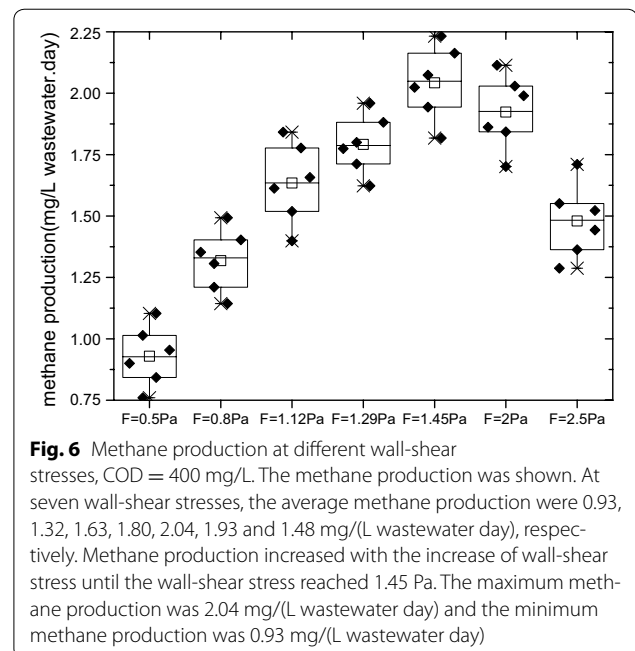 methane production(mg/L wastewater.day)
2.25
2.00
1.75
1.50
1.25
1.00
0.75
F=0.5Pa F=0.8Pa F=1.12Pa F=1.29Pa F=1.45Pa F=2Pa F=2.5Pa
Fig. 6 Methane production at different wall-shear
stresses, COD = 400 mg/L. The methane production was shown. At
seven wall-shear stresses, the average methane production were 0.93,
1.32, 1.63, 1.80, 2.04, 1.93 and 1.48 mg/(L wastewater day), respec-
tively. Methane production increased with the increase of wall-shear
stress until the wall-shear stress reached 1.45 Pa. The maximum meth-
ane production was 2.04 mg/(L wastewater day) and the minimum
methane production was 0.93 mg/(L wastewater day)